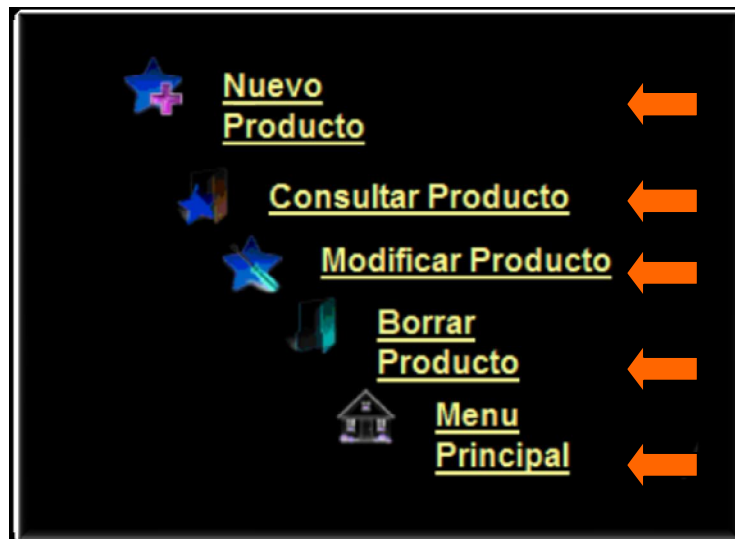 Nuevo
Producto
Consultar Producto
Modificar Producto
Borrar
Producto
Menu
Principal